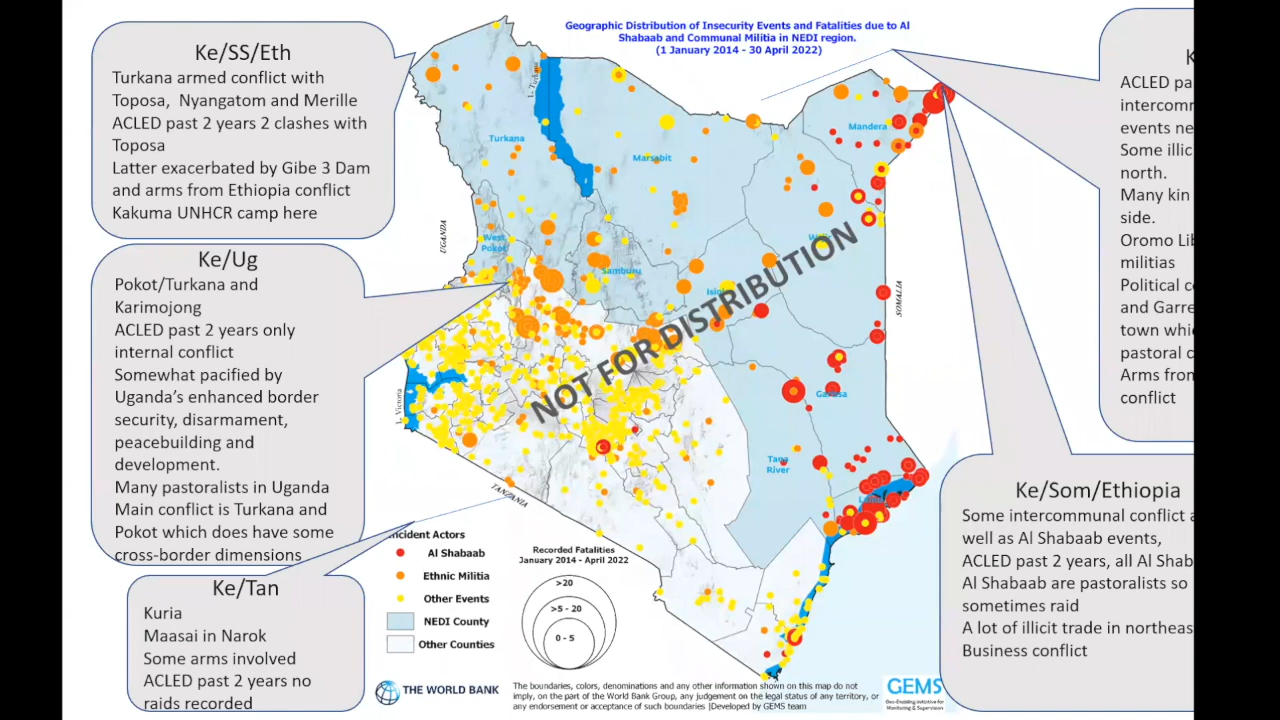 Geographic Distribution of Insecurity Events and Fatalities due to Al
Shabaab and Communal Militia in NEDI region.
(1 January 2014 - 30 April 2022)
Ke/SS/Eth
Turkana armed conflict with
Toposa, Nyangatom and Merille
ACLED past 2 years 2 clashes with
Toposa
Latter exacerbated by Gibe 3 Dam
and arms from Ethiopia conflict
Kakuma UNHCR camp here
Ke/Ug
Pokot/Turkana and
Karimojong
ACLED past 2 years only
internal conflict
Somewhat pacified by
Uganda's enhanced border
security, disarmament,
peacebuilding and
development.
Many pastoralists in Uganda
Main conflict is Turkana and
Pokot which does have some
cross-border dimensions
Ke/Tan
Kuria
Maasai in Narok
Some arms involved
ACLED past 2 years no
raids reported
L. Turkana
Turkana
Marsabit
Mandera
UGANDA
West
Pokot
Samburu
Isiolo
SOMALIA
L. Victoria
Garissa
Tana
River
TANZANIA
NOT FOR DISTRIBUTION
K
ACLED pa
intercomm
events ne
Some illic
north.
Many kin
side.
Oromo Lib
militias
Political c
and Garre
town whic
pastoral c
Arms from
conflict
Ke/Som/Ethiopia
Some intercommunal conflict a
well as Al Shabaab events,
ACLED past 2 years, all Al Shab
Al Shabaab are pastoralists so
sometimes raid
A lot of illicit trade in northeas
Business conflict
Incident Actors
Al Shabaab
Ethnic Militia
Other Events
NEDI County
Other Counties
Recorded Fatalities
January 2014 - April 2022
>20
>5 - 20
0 - 5
THE WORLD BANK
The boundaries, colors, denominations and any other information shown on this map do not
imply, on the part of the World Bank Group, any judgement on the legal status of any territory, or
any endorsement or acceptance of such boundaries |Developed by GEMS team
GEMS
Geo-Enabling initiative for
Monitoring & Supervision